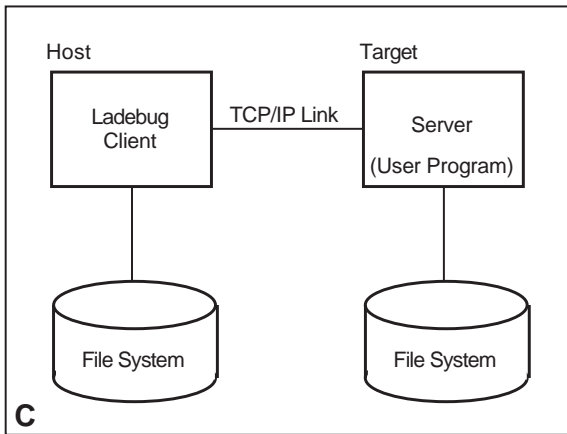 Host
Target
Ladebug
Client
TCP/IP Link
Server
(User Program)
File System
File System
C